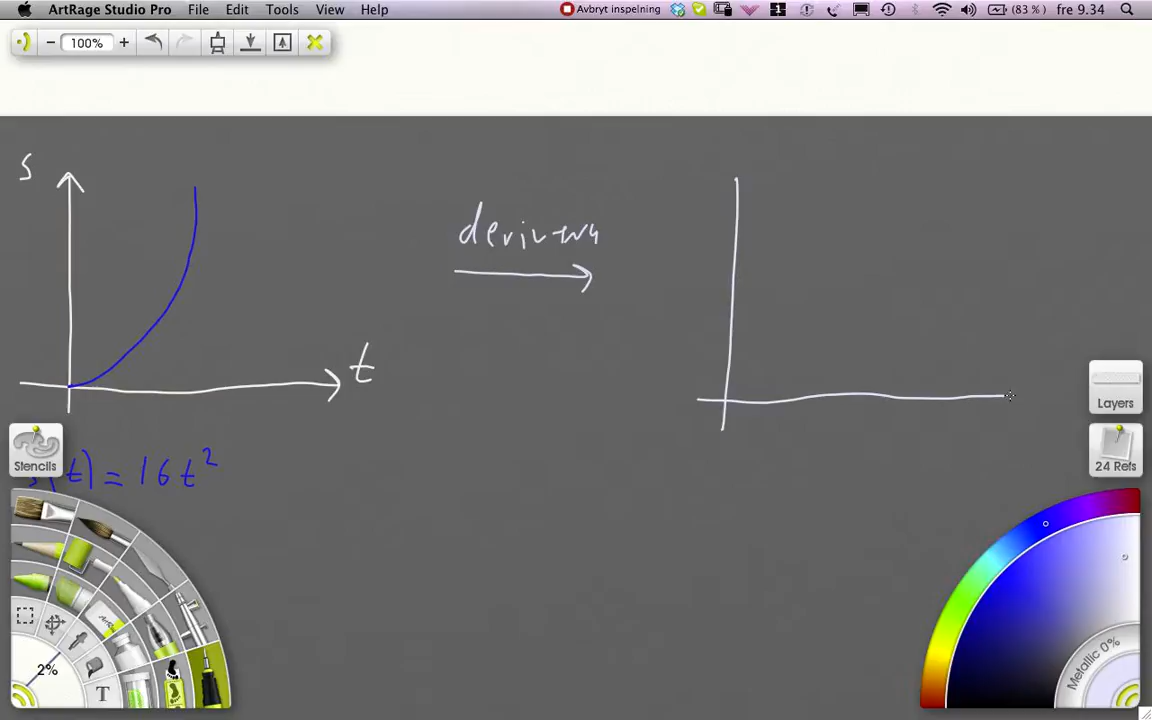 ArtRage Studio Pro File Edit Tools View Help Avbryt inspelning (83 %) fre 9.34
100%
s
derivera
t
Layers
24 Refs
Stencils
t) = 16t²
2%
T
Metallic 0%